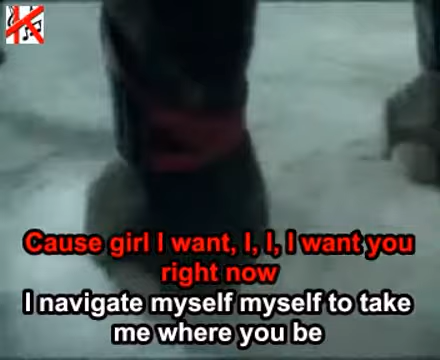 Cause girl I want, I, I, I want you
right now
I navigate myself myself to take
me where you be